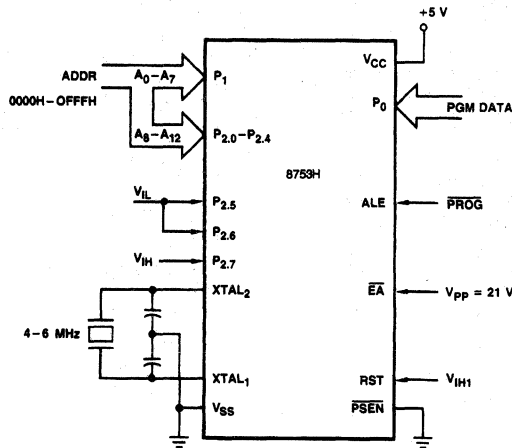 +5 V
VCC
ADDR
0000H–OFFFH
A0–A7
P1
P0
PGM DATA
A8–A12
P2.0–P2.4
8753H
VIL
P2.5
ALE
PROG
P2.6
VIH
P2.7
XTAL2
EA
VPP = 21 V
4–6 MHz
XTAL1
RST
VIH1
VSS
PSEN